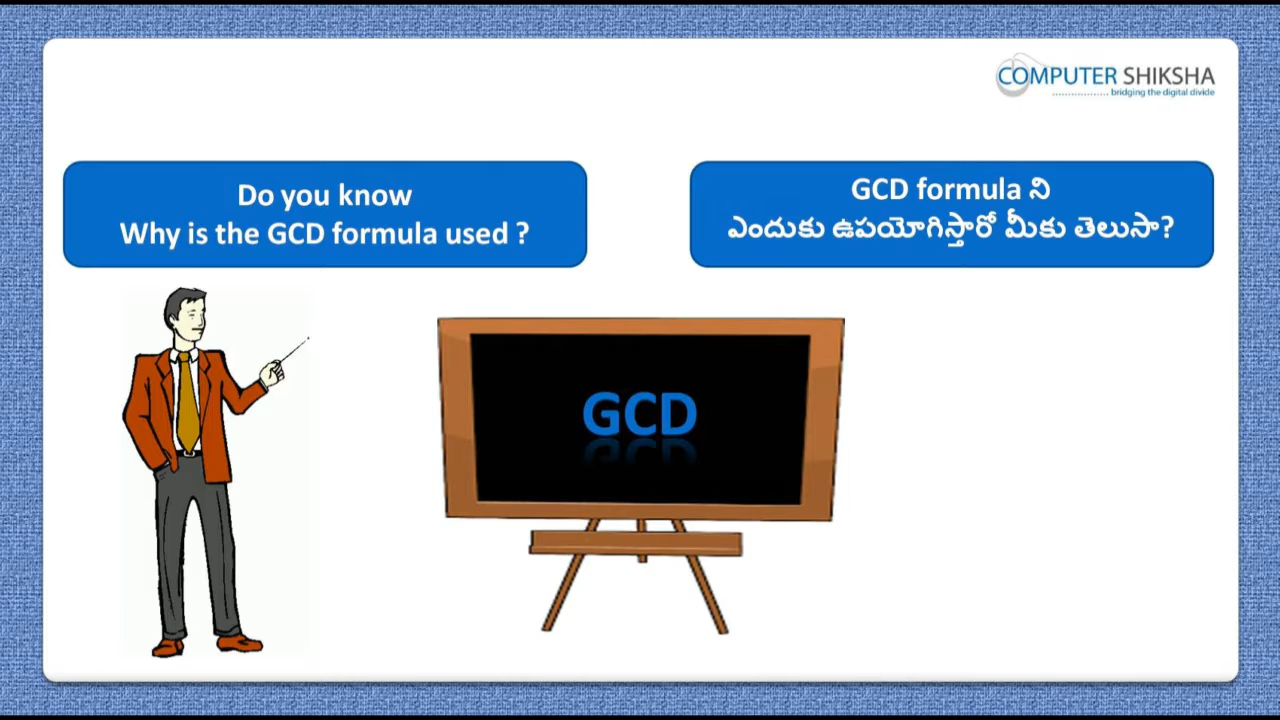 COMPUTER SHIKSHA
bridging the digital divide
Do you know
Why is the GCD formula used ?
GCD formula ని
ఎందుకు ఉపయోగిస్తారో మీకు తెలుసా?
GCD